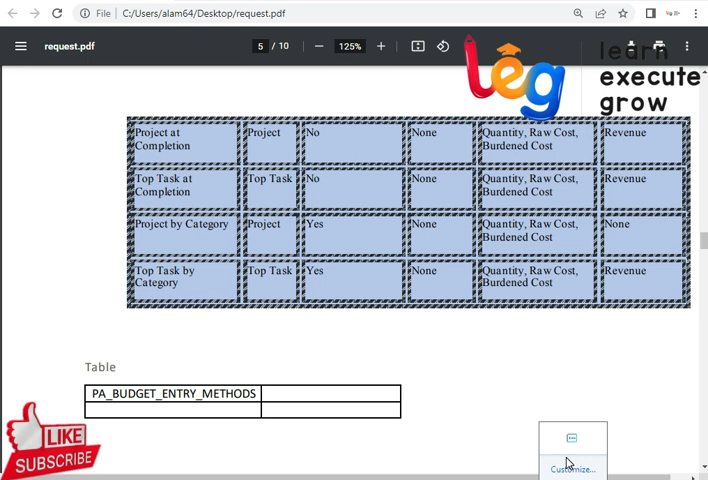 File | C:/Users/alam64/Desktop/request.pdf
request.pdf 5 / 10 125%
leg
learn
execute
grow
Project at Completion Project No None Quantity, Raw Cost, Burdened Cost Revenue
Top Task at Completion Top Task No None Quantity, Raw Cost, Burdened Cost Revenue
Project by Category Project Yes None Quantity, Raw Cost, Burdened Cost None
Top Task by Category Top Task Yes None Quantity, Raw Cost, Burdened Cost Revenue
Table
PA_BUDGET_ENTRY_METHODS
LIKE
SUBSCRIBE
Customize...